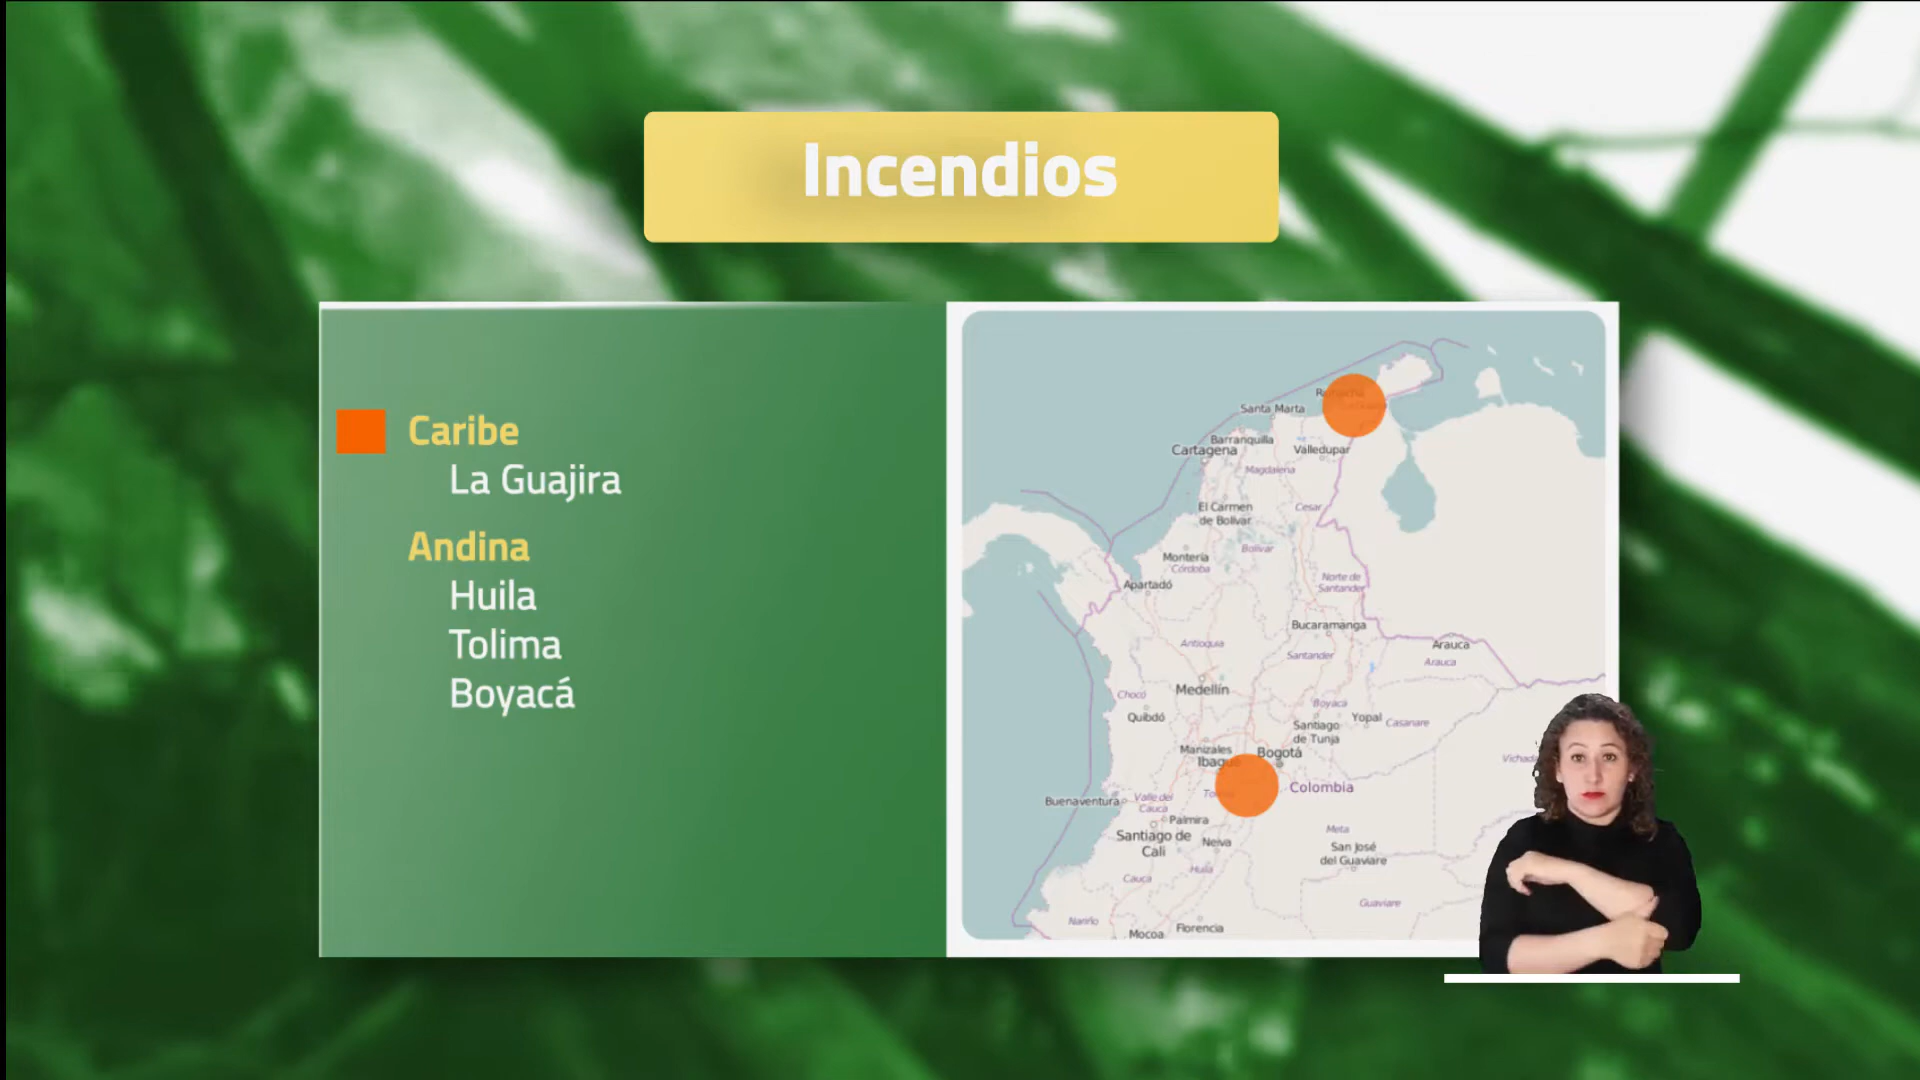 Incendios
Caribe
La Guajira
Andina
Huila
Tolima
Boyacá
Santa Marta
Barranquilla
Cartagena
Valledupar
Magdalena
El Carmen
de Bolívar
Cesar
Bolívar
Montería
Córdoba
Apartadó
Norte de
Santander
Bucaramanga
Arauca
Arauca
Antioquia
Santander
Medellín
Chocó
Quibdó
Boyacá
Santiago
de Tunja
Yopal
Casanare
Manizales
Bogotá
Vichada
Colombia
Buenaventura
Valle del
Cauca
Palmira
Santiago de
Cali
Neiva
Meta
San José
del Guaviare
Huila
Cauca
Guaviare
Nariño
Mocoa
Florencia